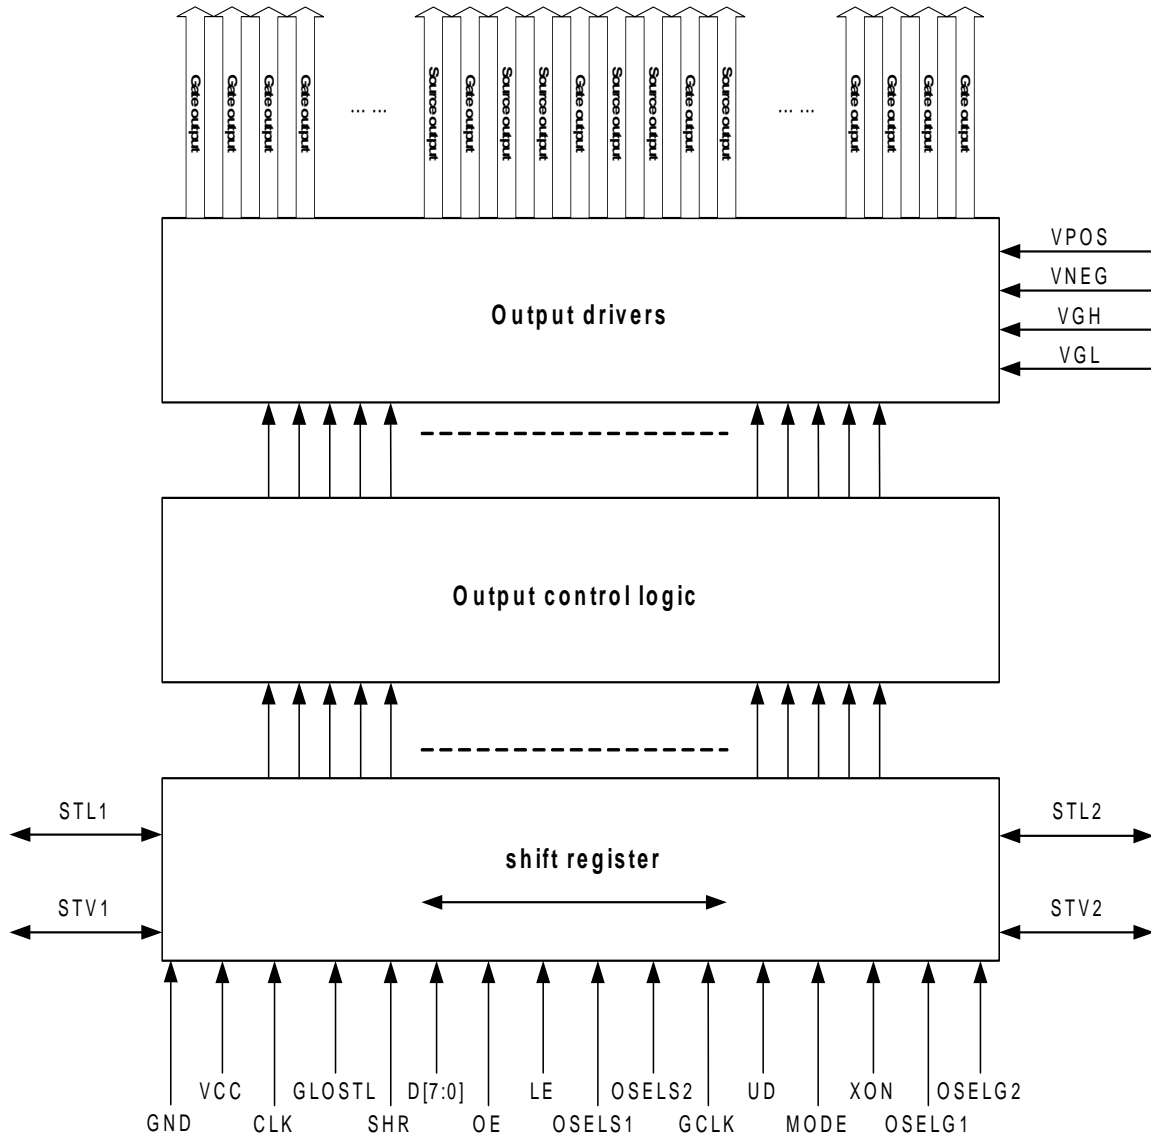 Gate output
Gate output
Gate output
Gate output
... ...
Source output
Gate output
Source output
Source output
Gate output
Source output
Source output
Gate output
Source output
... ...
Gate output
Gate output
Gate output
Gate output
VPOS
VNEG
VGH
VGL
Output drivers
Output control logic
STL1
STL2
shift register
STV1
STV2
VCC GLOSTL D[7:0] LE OSELS2 UD XON OSELG2
GND CLK SHR OE OSELS1 GCLK MODE OSELG1